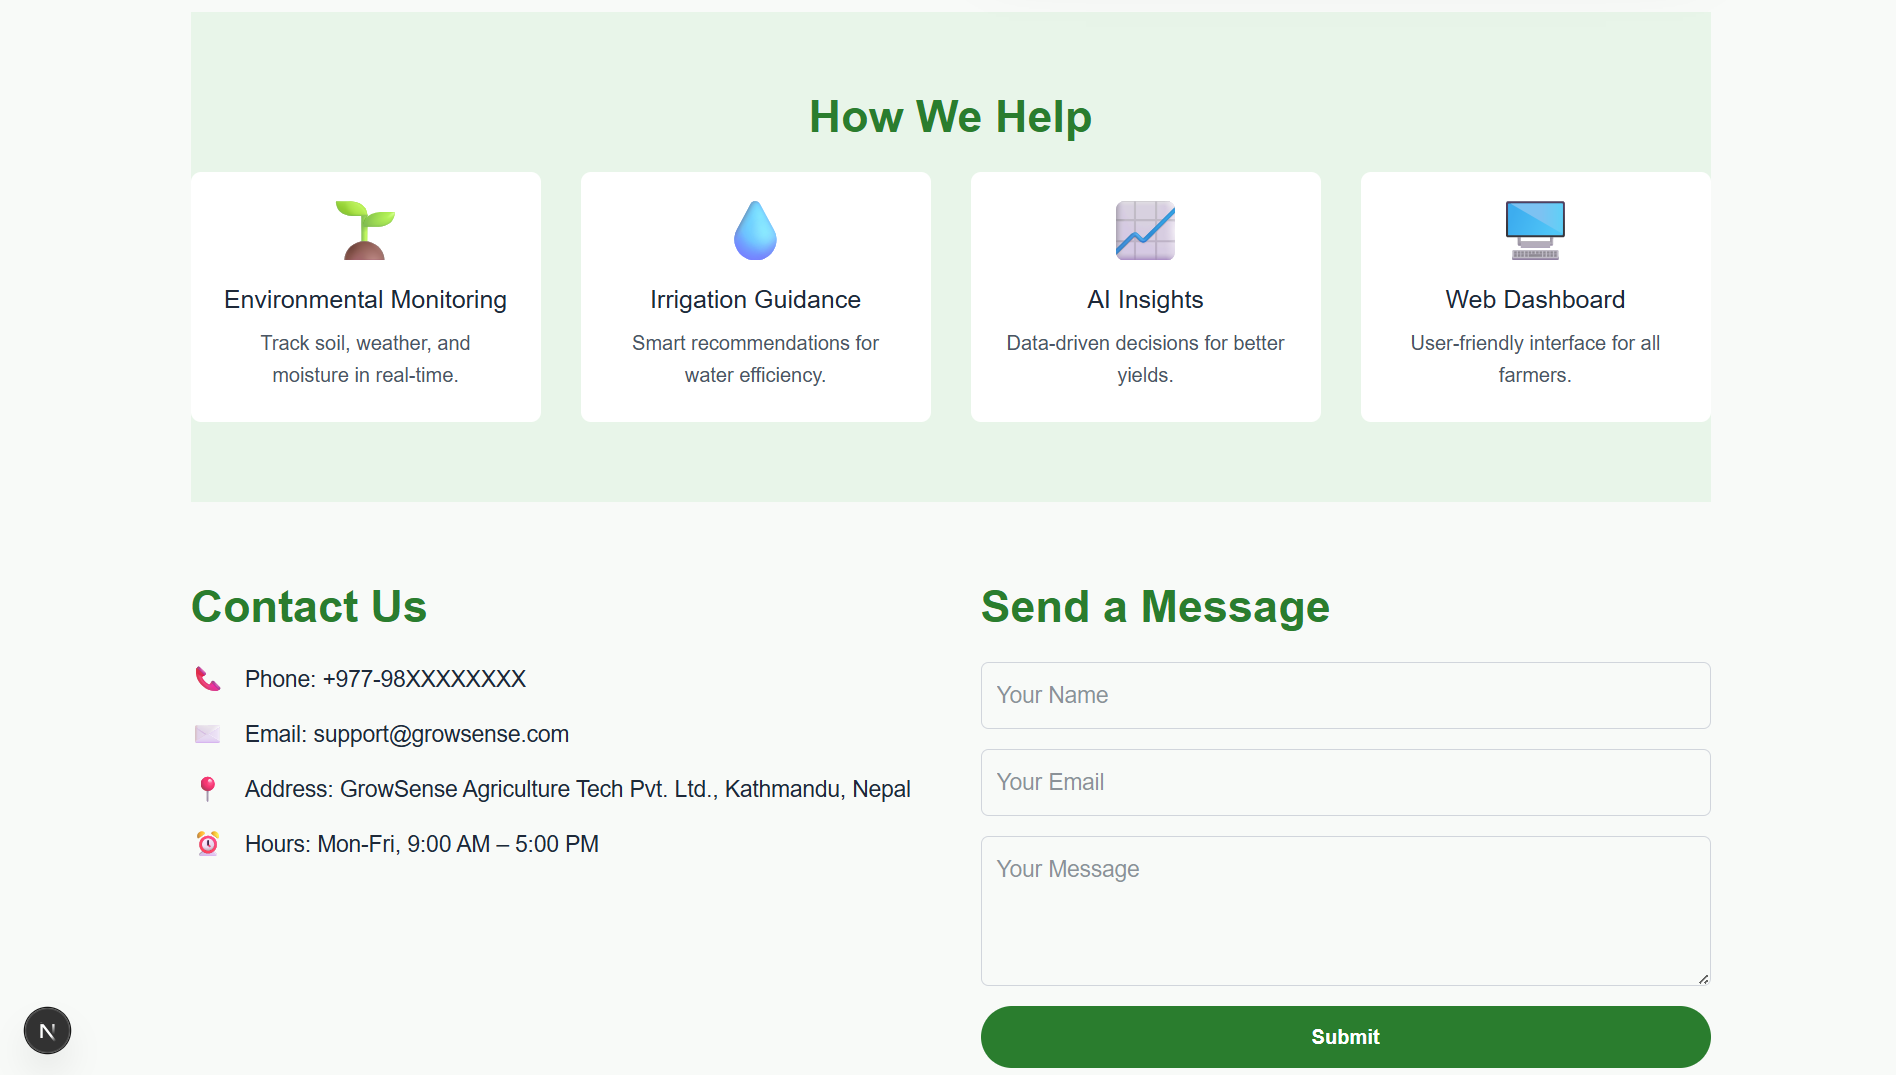 How We Help
Environmental Monitoring
Track soil, weather, and
moisture in real-time.
Irrigation Guidance
Smart recommendations for
water efficiency.
AI Insights
Data-driven decisions for better
yields.
Web Dashboard
User-friendly interface for all
farmers.
Contact Us
Phone: +977-98XXXXXXXX
Email: support@growsense.com
Address: GrowSense Agriculture Tech Pvt. Ltd., Kathmandu, Nepal
Hours: Mon-Fri, 9:00 AM – 5:00 PM
Send a Message
Your Name
Your Email
Your Message
Submit
N